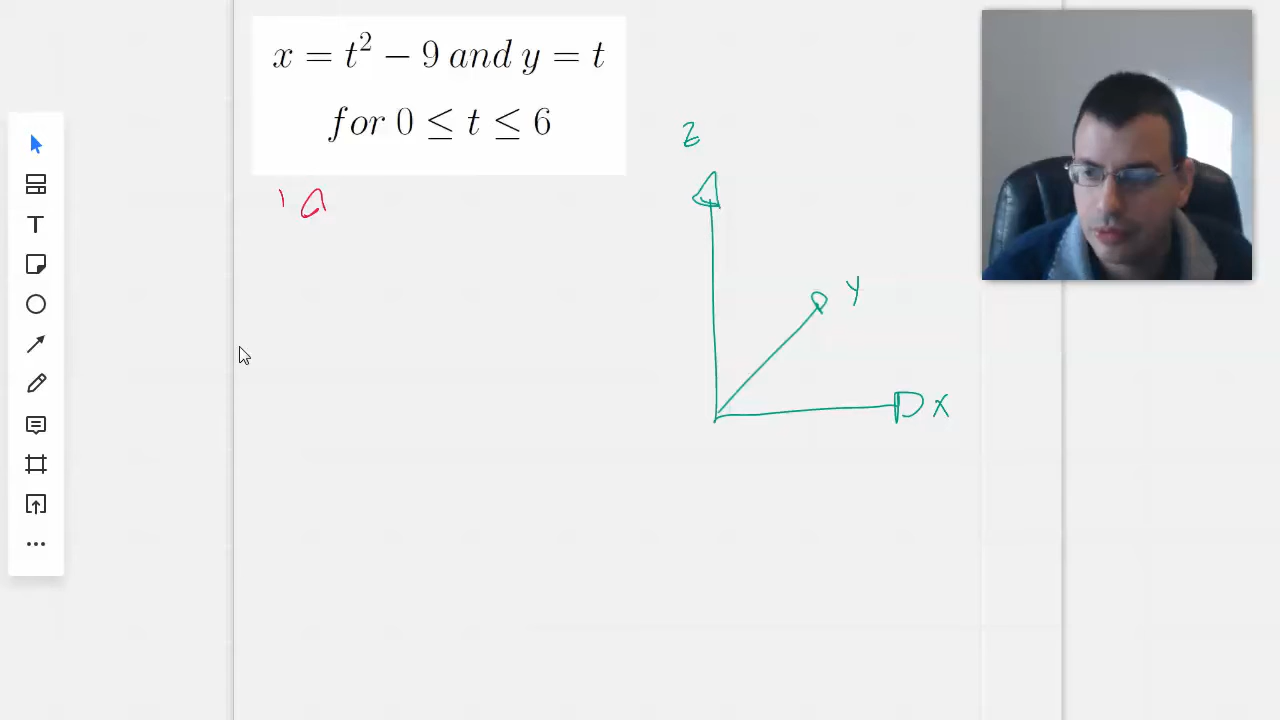 x = t² − 9 and y = t
for 0 ≤ t ≤ 6
z
y
x
T